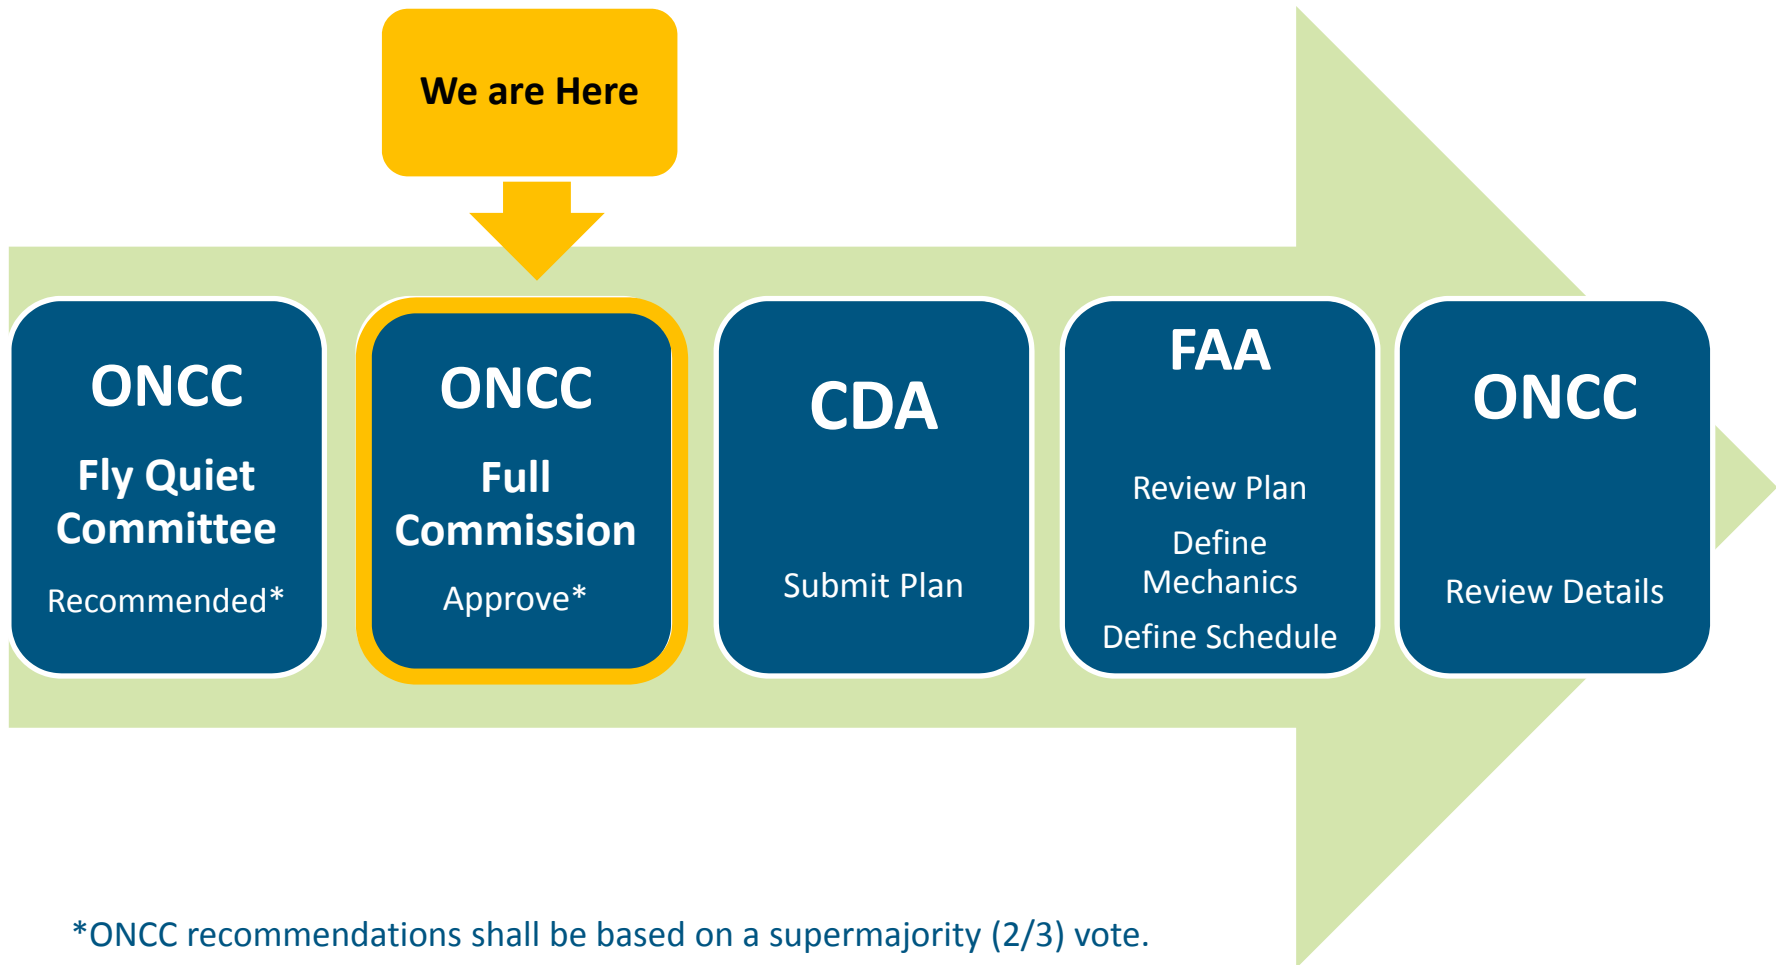 We are Here
ONCC
Fly Quiet
Committee
Recommended*
ONCC
Full
Commission
Approve*
CDA
Submit Plan
FAA
Review Plan
Define
Mechanics
Define Schedule
ONCC
Review Details
*ONCC recommendations shall be based on a supermajority (2/3) vote.